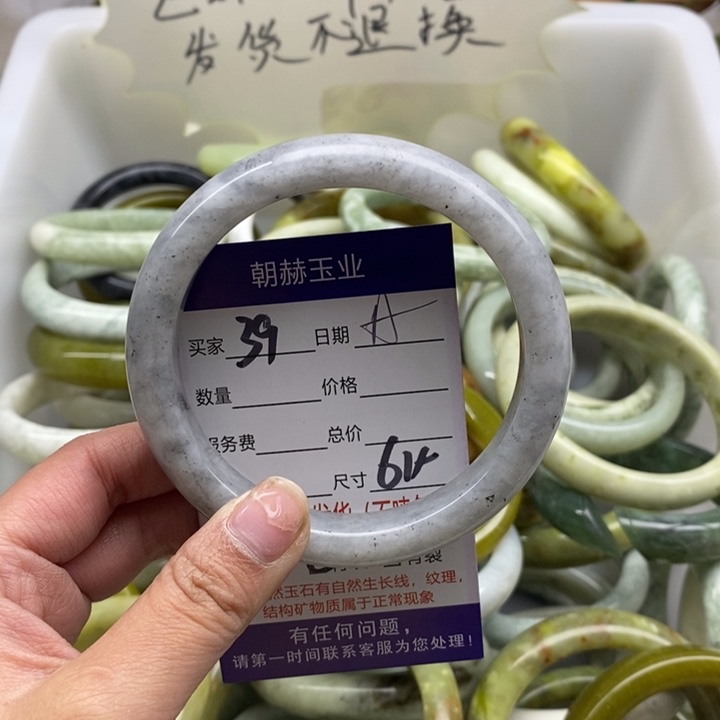 发货不退换
朝赫玉业
买家 39 日期 A
数量 价格
服务费 总价
尺寸 61
然玉石有自然生长线，纹理，
结构矿物质属于正常现象
有任何问题，
请第一时间联系客服为您处理！